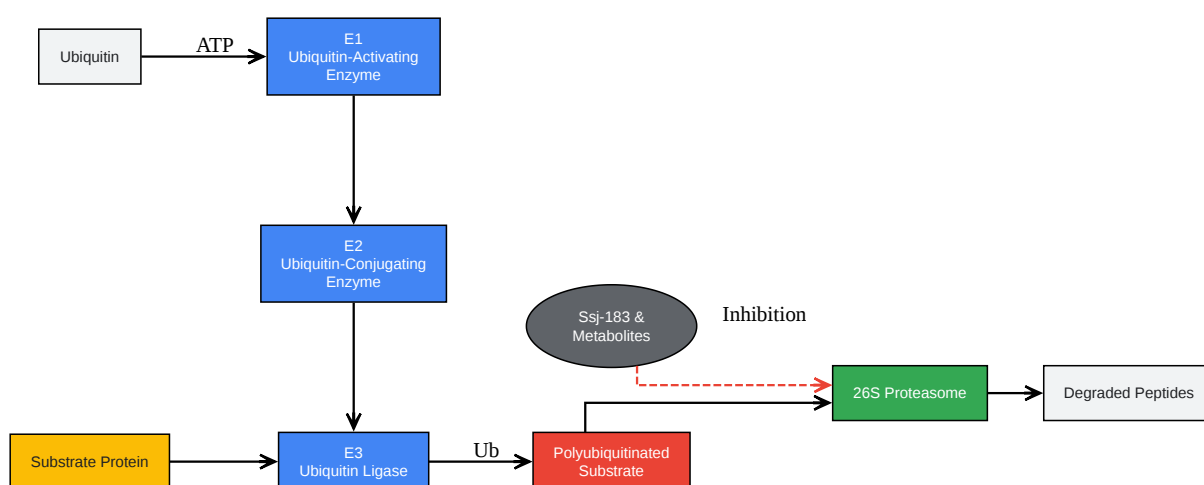 Ubiquitin
ATP
E1
Ubiquitin-Activating
Enzyme
E2
Ubiquitin-Conjugating
Enzyme
Ssj-183 &
Metabolites
Inhibition
26S Proteasome
Degraded Peptides
Substrate Protein
E3
Ubiquitin Ligase
Ub
Polyubiquitinated
Substrate